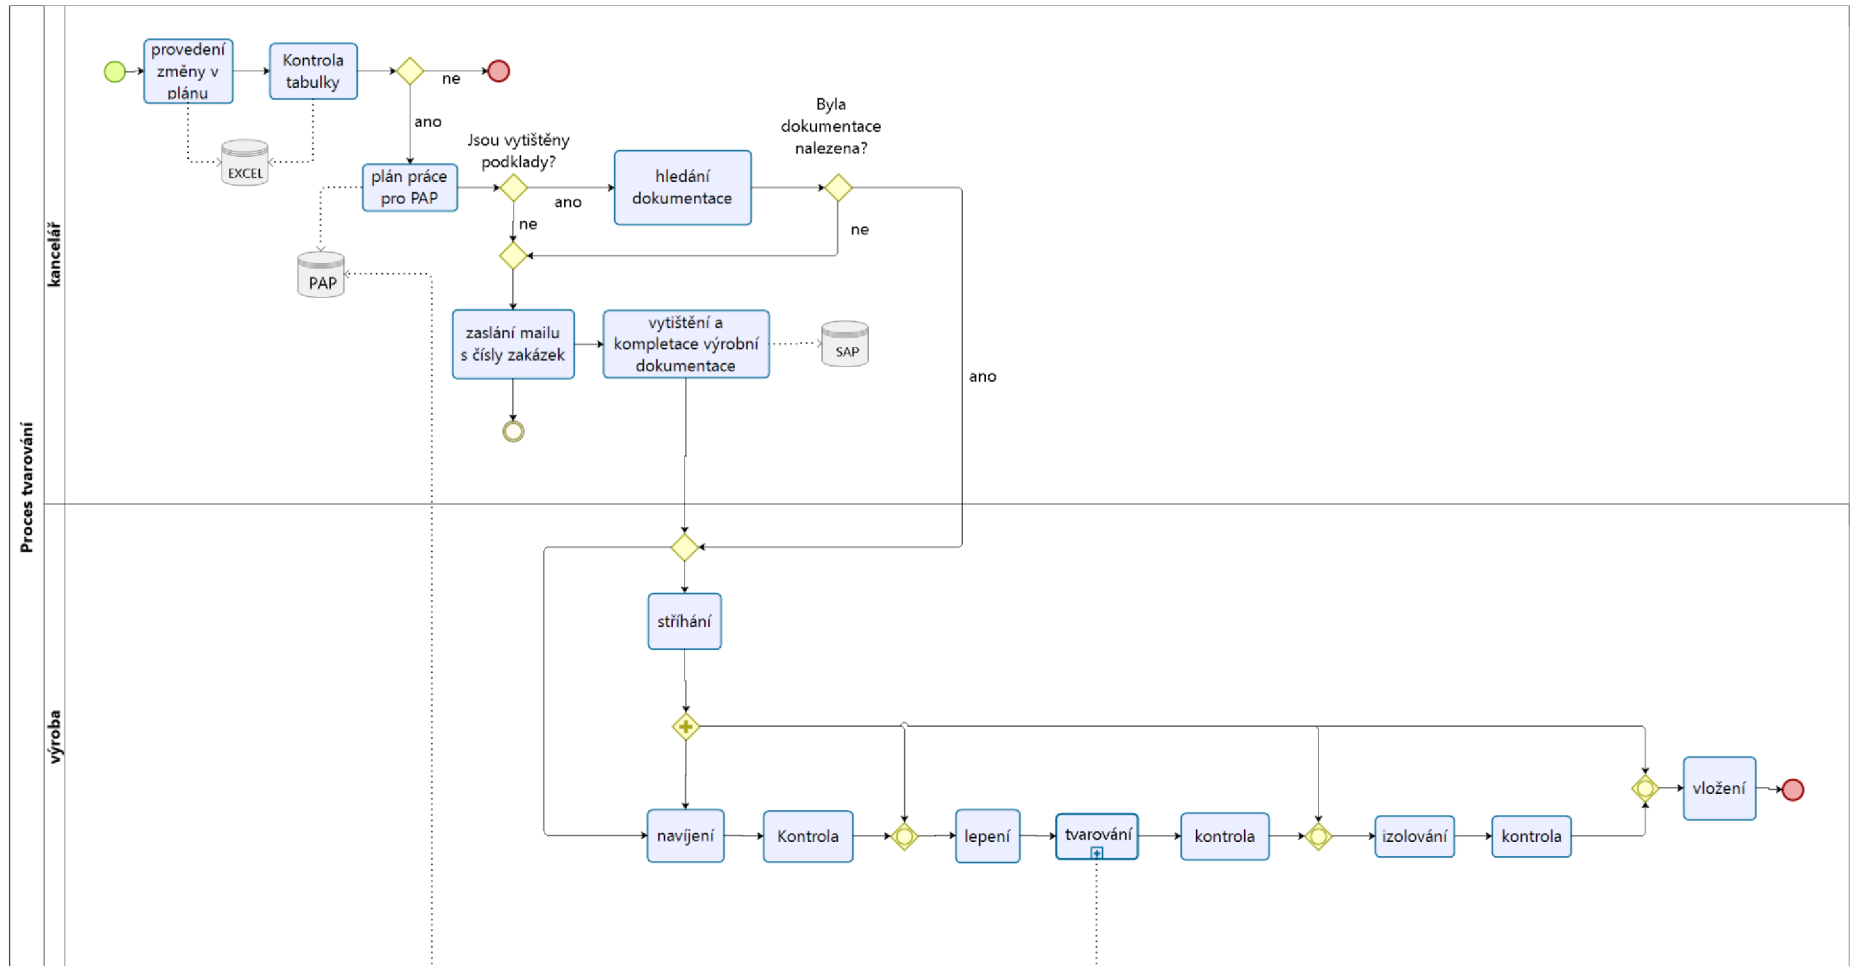 Proces tvarování
kancelář
provedení
změny v
plánu
Kontrola
tabulky
ne
ano
EXCEL
plán práce
pro PAP
Jsou vytištěny
podklady?
ano
ne
hledání
dokumentace
Byla
dokumentace
nalezena?
ne
ano
PAP
zaslání mailu
s čísly zakázek
vytištění a
kompletace výrobní
dokumentace
SAP
výroba
stříhání
navíjení
Kontrola
lepení
tvarování
kontrola
izolování
kontrola
vložení